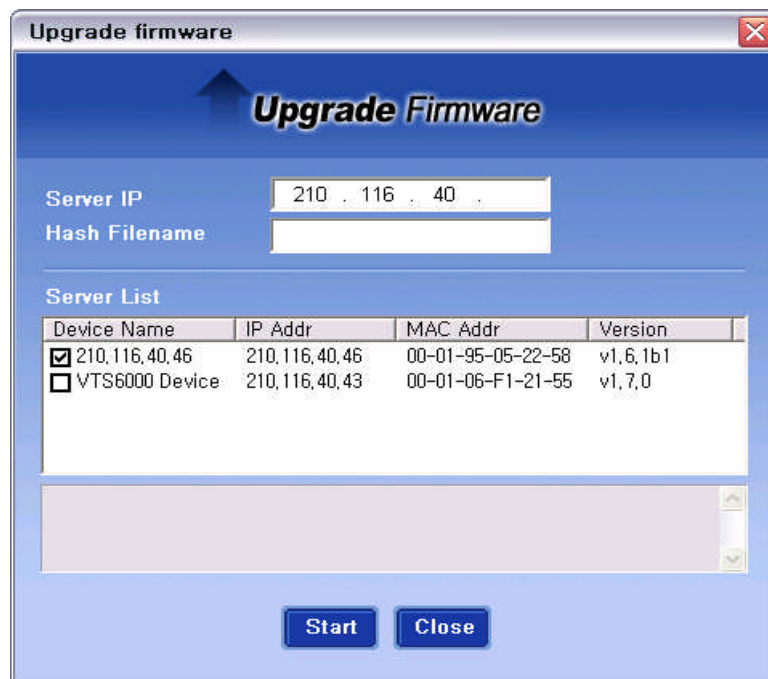 Upgrade firmware
Upgrade Firmware
Server IP 210 . 116 . 40 .
Hash Filename
Server List
Device Name IP Addr MAC Addr Version
210,116,40,46 210,116,40,46 00-01-95-05-22-58 v1,6,1b1
VTS6000 Device 210,116,40,43 00-01-06-F1-21-55 v1,7,0
Start Close